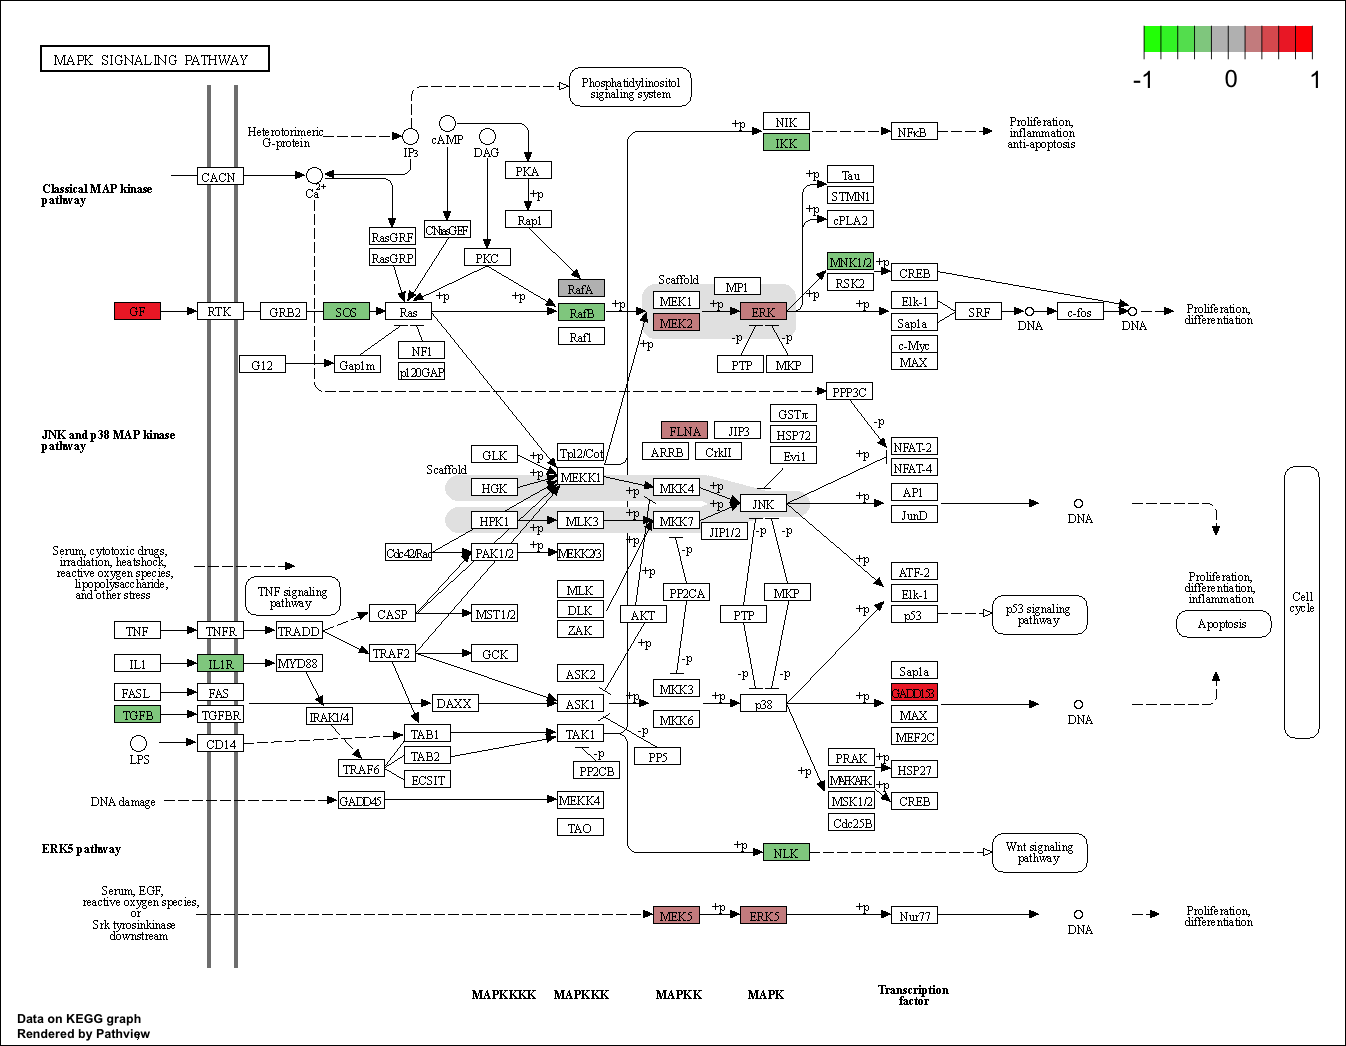 MAPK SIGNALING PATHWAY
-1
0
1
Phosphatidylinositol
signaling system
Heterotorimeric
G-protein
IP3
cAMP
DAG
NIK
IKK
+p
NFκB
Proliferation,
inflammation
anti-apoptosis
Classical MAP kinase
pathway
CACN
Ca2+
PKA
+p
Rap1
Tau
STMN1
cPLA2
+p
+p
RasGRF
RasGRP
CNrasGEF
PKC
RafA
RafB
Raf1
Scaffold
MEK1
MEK2
MP1
ERK
MNK1/2
RSK2
+p
+p
CREB
GF
RTK
GRB2
SOS
Ras
+p
+p
+p
+p
+p
+p
Elk-1
Sap1a
SRF
DNA
c-fos
DNA
Proliferation,
differentiation
c-Myc
MAX
G12
Gap1m
NF1
p120GAP
+p
-p
-p
PTP
MKP
PPP3C
-p
JNK and p38 MAP kinase
pathway
FLNA
JIP3
ARRB
CrkII
GSTπ
HSP72
Evi1
NFAT-2
NFAT-4
+p
Scaffold
GLK
HGK
HPK1
+p
+p
+p
Tpl2/Cot
MEKK1
MLK3
MKK4
MKK7
+p
+p
+p
+p
JNK
JIP1/2
+p
AP1
JunD
DNA
Cell
cycle
Cdc42/Rac
PAK1/2
+p
MEKK2/3
+p
-p
-p
-p
Serum, cytotoxic drugs,
irradiation, heatshock,
reactive oxygen species,
lipopolysaccharide,
and other stress
TNF signaling
pathway
CASP
MST1/2
MLK
DLK
ZAK
+p
AKT
PP2CA
PTP
MKP
+p
+p
ATF-2
Elk-1
p53
p53 signaling
pathway
Proliferation,
differentiation,
inflammation
Apoptosis
TNF
TNFR
TRADD
TRAF2
GCK
+p
-p
-p
-p
IL1
IL1R
MYD88
ASK2
MKK3
MKK6
Sap1a
GADD153
MAX
MEF2C
FASL
FAS
TGFB
TGFBR
IRAK1/4
DAXX
ASK1
+p
+p
p38
+p
DNA
LPS
CD14
TAB1
TAB2
ECSIT
TRAF6
TAK1
-p
-p
PP2CB
PP5
+p
PRAK
MAPKAPK
MSK1/2
Cdc25B
+p
+p
HSP27
CREB
DNA damage
GADD45
MEKK4
TAO
ERK5 pathway
+p
NLK
Wnt signaling
pathway
Serum, EGF,
reactive oxygen species,
or
Srk tyrosinkinase
downstream
MEK5
+p
ERK5
+p
Nur77
DNA
Proliferation,
differentiation
MAPKKKK
MAPKKK
MAPKK
MAPK
Transcription
factor
Data on KEGG graph
Rendered by Pathview